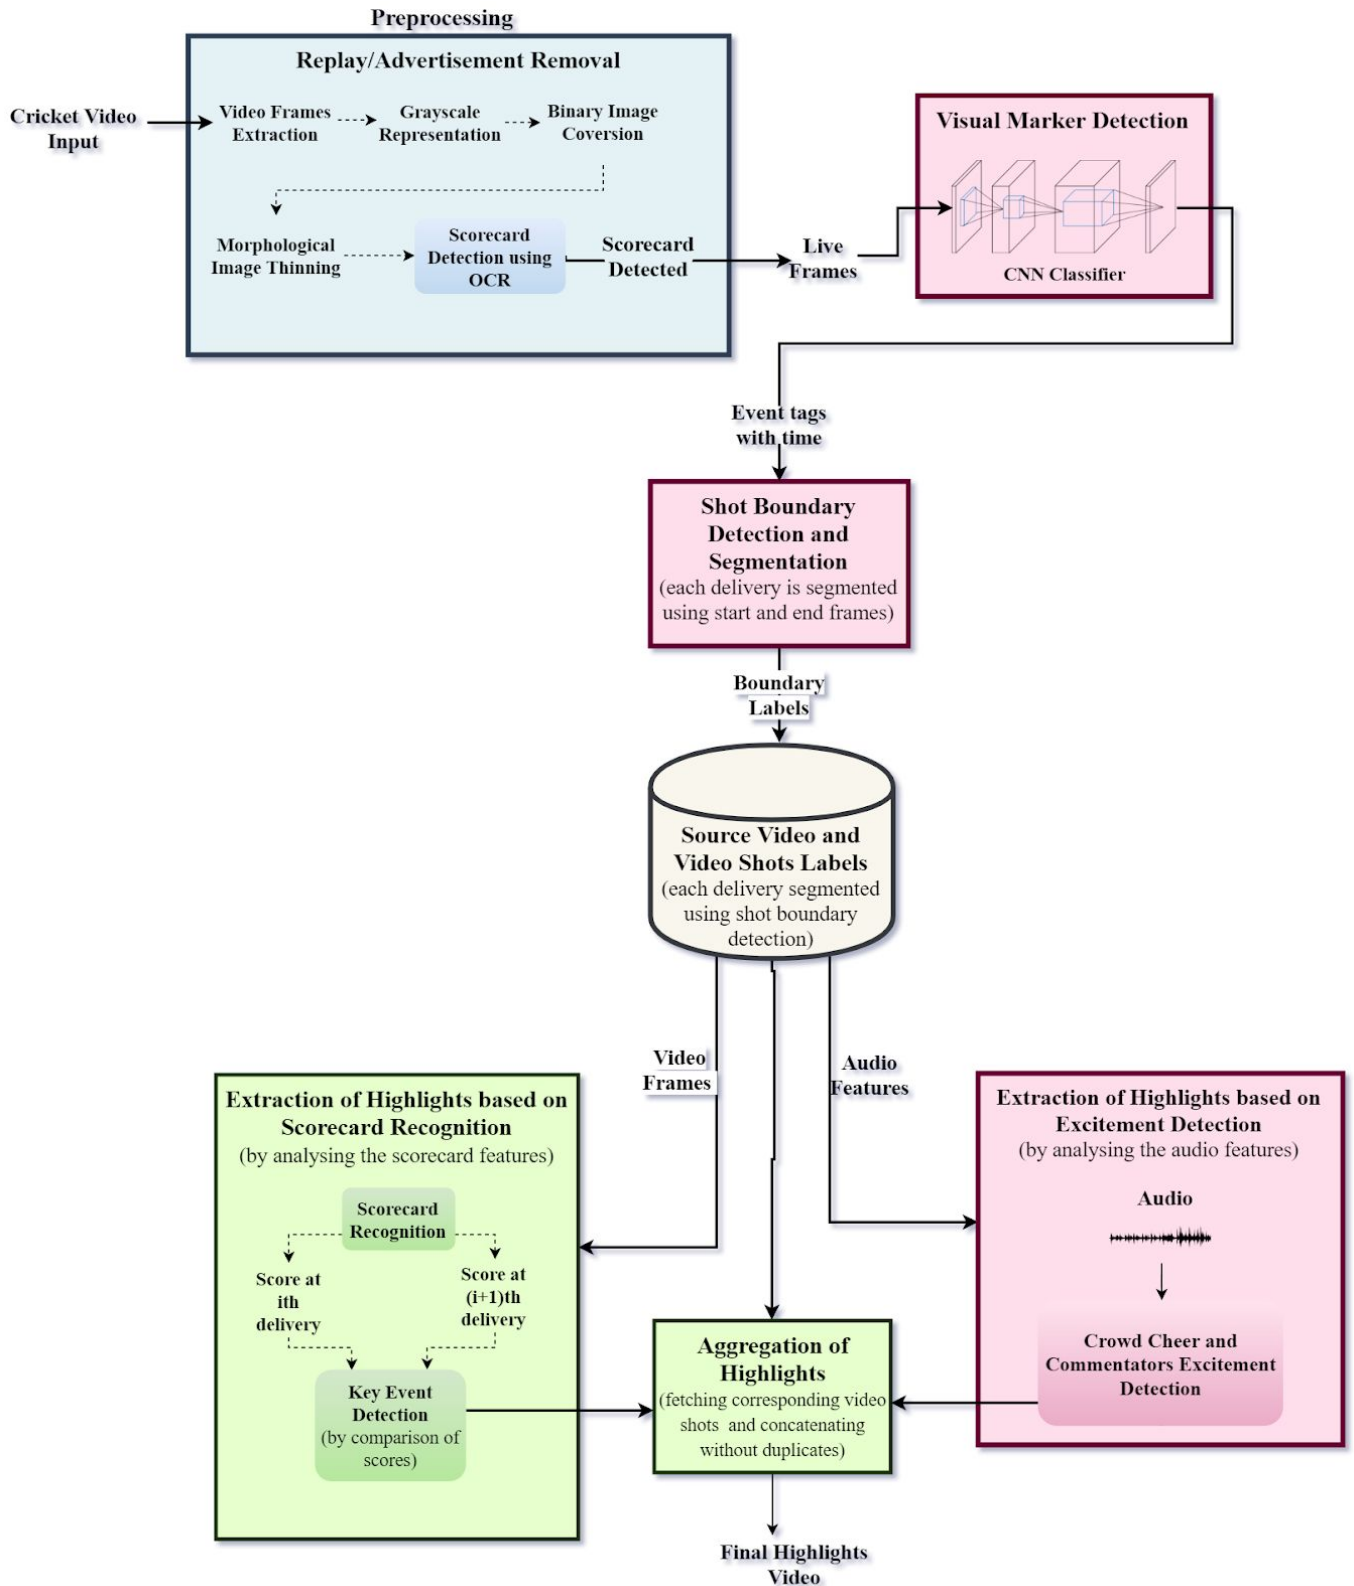 Preprocessing
Replay/Advertisement Removal
Cricket Video
Input
Video Frames
Extraction
Grayscale
Representation
Binary Image
Coversion
Morphological
Image Thinning
Scorecard
Detection using
OCR
Scorecard
Detected
Live
Frames
Visual Marker Detection
CNN Classifier
Event tags
with time
Shot Boundary
Detection and
Segmentation
(each delivery is segmented
using start and end frames)
Boundary
Labels
Source Video and
Video Shots Labels
(each delivery segmented
using shot boundary
detection)
Video
Frames
Audio
Features
Extraction of Highlights based on
Scorecard Recognition
(by analysing the scorecard features)
Scorecard
Recognition
Score at
ith
delivery
Score at
(i+1)th
delivery
Key Event
Detection
(by comparison of
scores)
Aggregation of
Highlights
(fetching corresponding video
shots and concatenating
without duplicates)
Extraction of Highlights based on
Excitement Detection
(by analysing the audio features)
Audio
Crowd Cheer and
Commentators Excitement
Detection
Final Highlights
Video